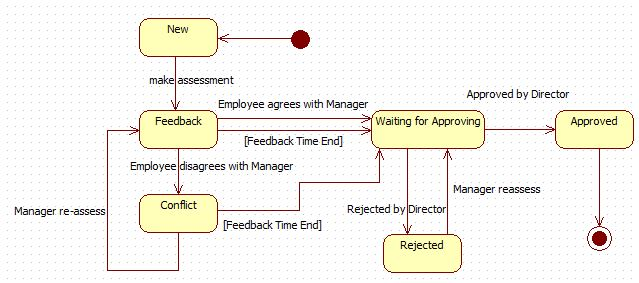 New
make assessment
Approved by Director
Employee agrees with Manager
Feedback
Waiting for Approving
Approved
[Feedback Time End]
Employee disagrees with Manager
Manager reassess
Conflict
Manager re-assess
Rejected by Director
[Feedback Time End]
Rejected